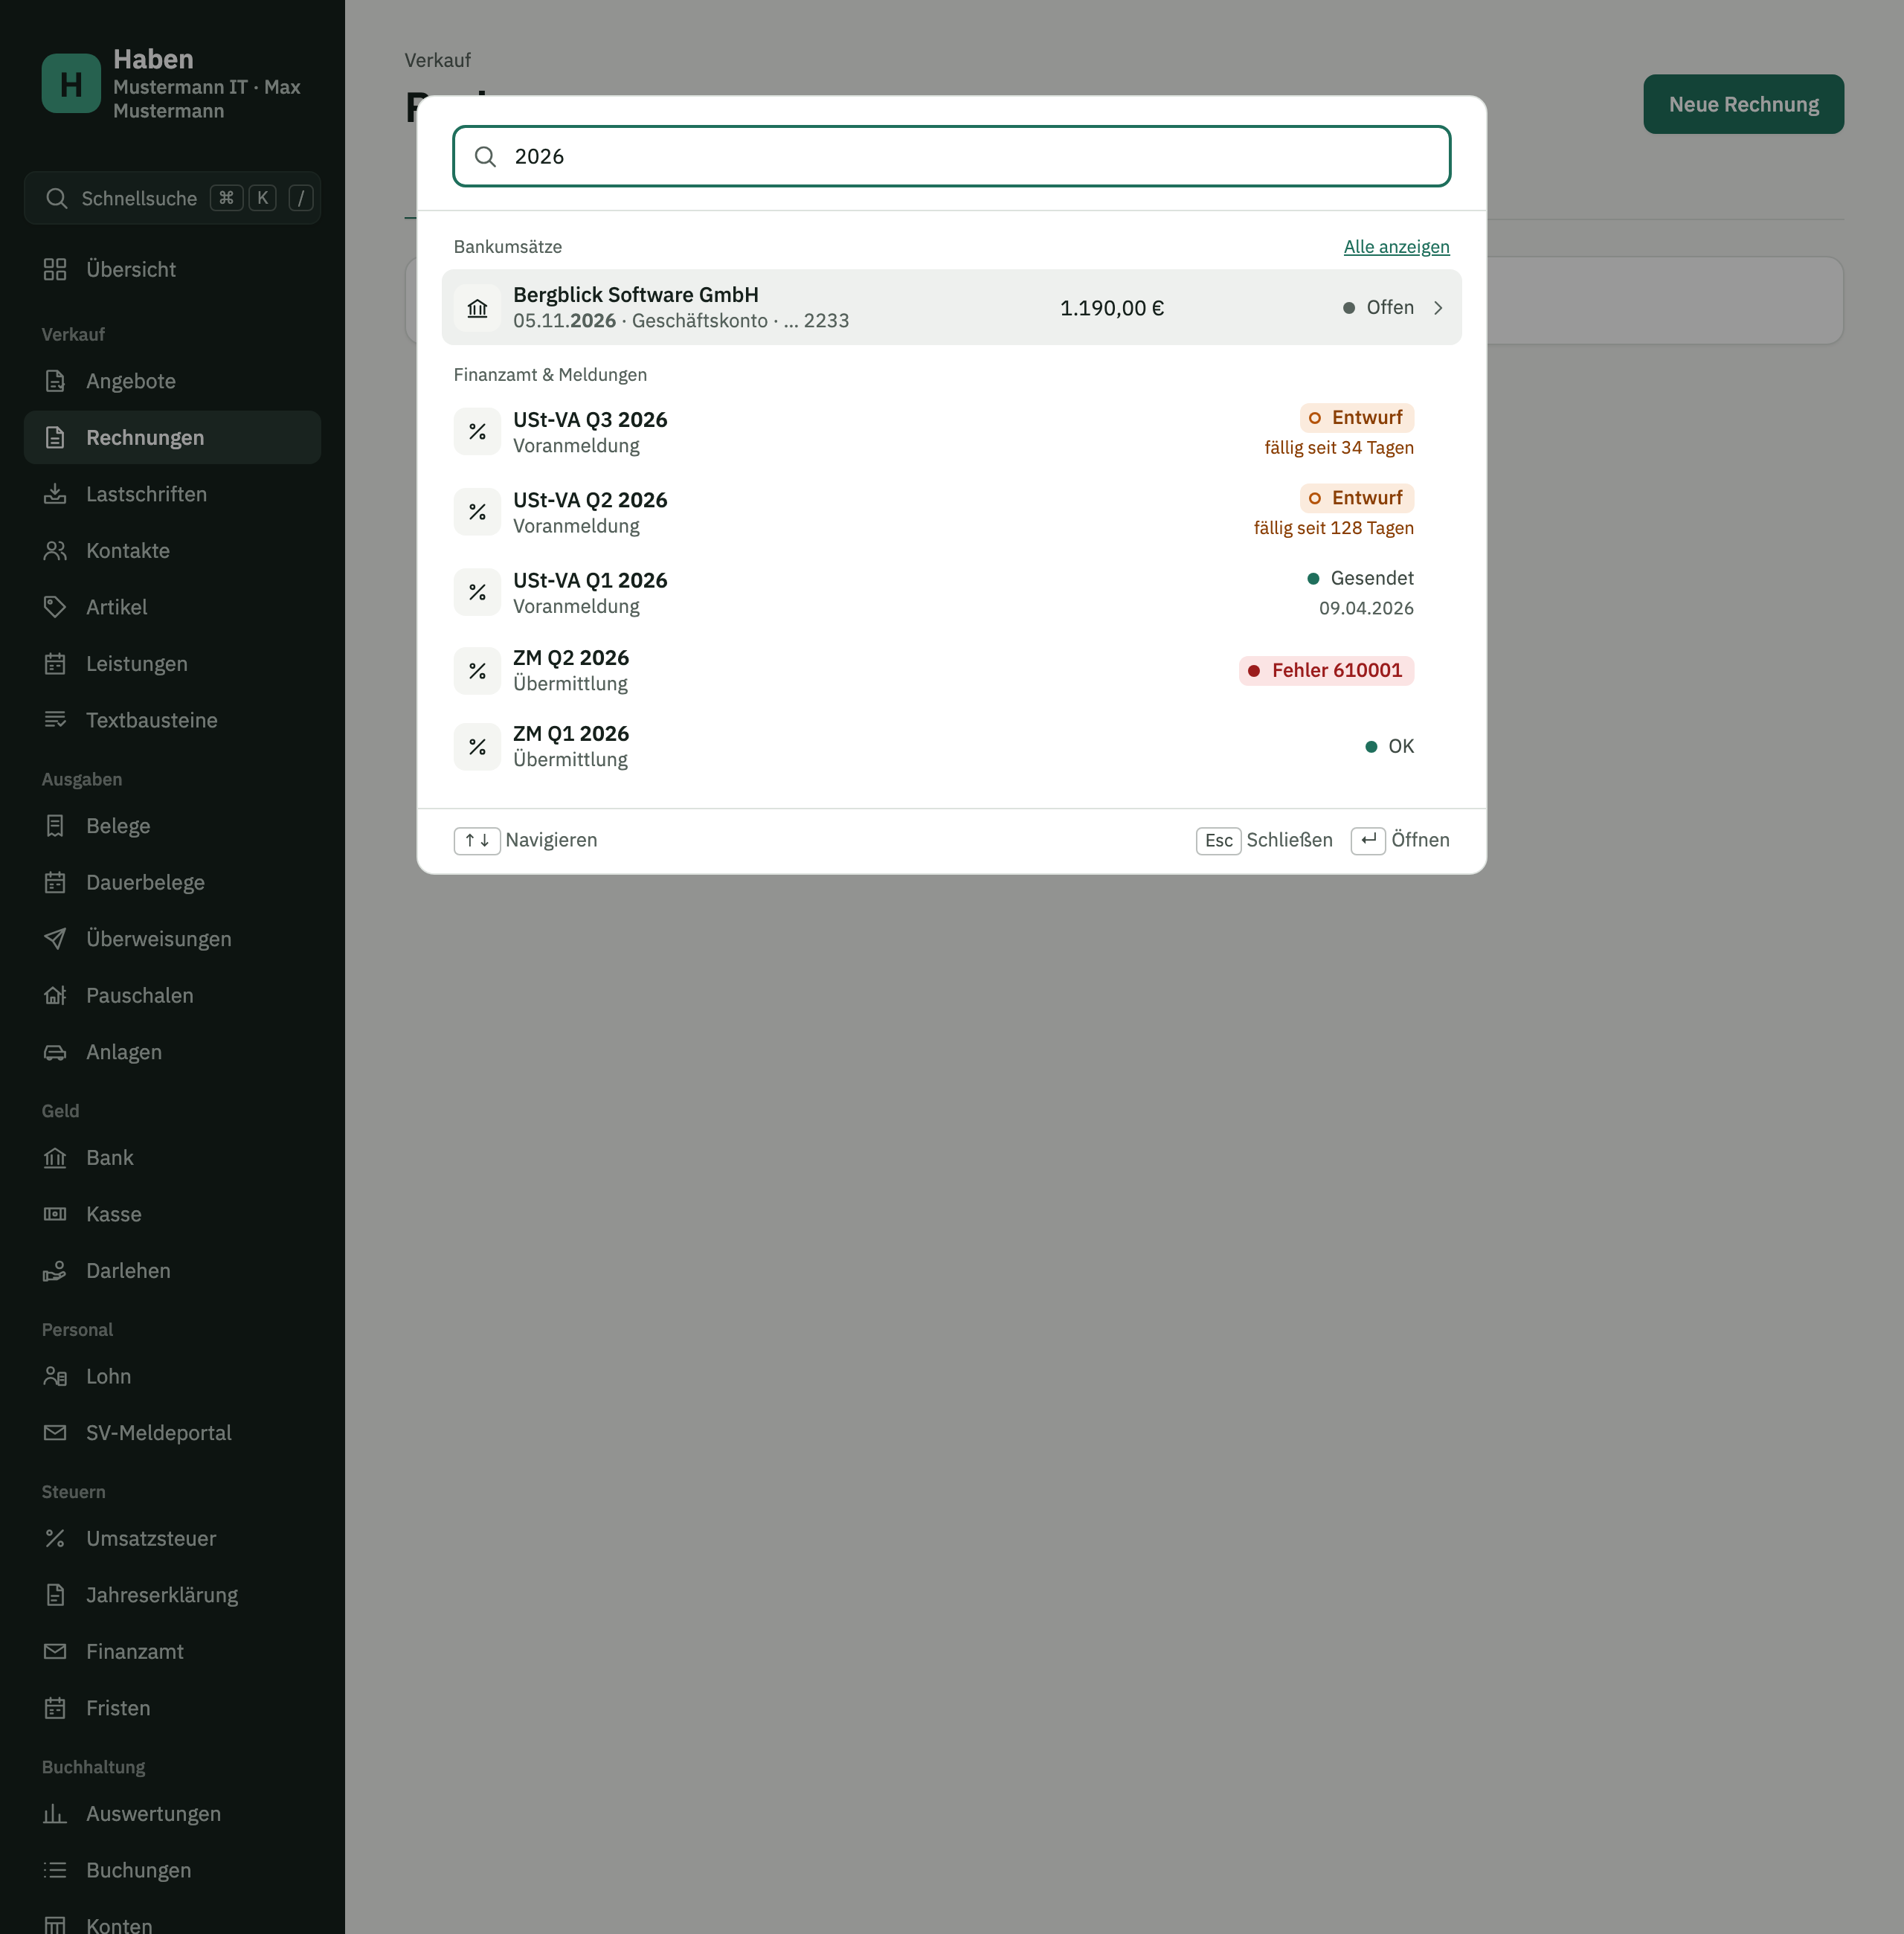 H
Haben
Mustermann IT · Max
Mustermann
Schnellsuche ⌘ K /
Übersicht
Verkauf
Angebote
Rechnungen
Lastschriften
Kontakte
Artikel
Leistungen
Textbausteine
Ausgaben
Belege
Dauerbelege
Überweisungen
Pauschalen
Anlagen
Geld
Bank
Kasse
Darlehen
Personal
Lohn
SV-Meldeportal
Steuern
Umsatzsteuer
Jahreserklärung
Finanzamt
Fristen
Buchhaltung
Auswertungen
Buchungen
Konten
Verkauf
Neue Rechnung
2026
Bankumsätze Alle anzeigen
Bergblick Software GmbH 1.190,00 € Offen
05.11.2026 · Geschäftskonto · … 2233
Finanzamt & Meldungen
USt-VA Q3 2026 Entwurf
Voranmeldung fällig seit 34 Tagen
USt-VA Q2 2026 Entwurf
Voranmeldung fällig seit 128 Tagen
USt-VA Q1 2026 Gesendet
Voranmeldung 09.04.2026
ZM Q2 2026 Fehler 610001
Übermittlung
ZM Q1 2026 OK
Übermittlung
↑↓ Navigieren Esc Schließen ↵ Öffnen